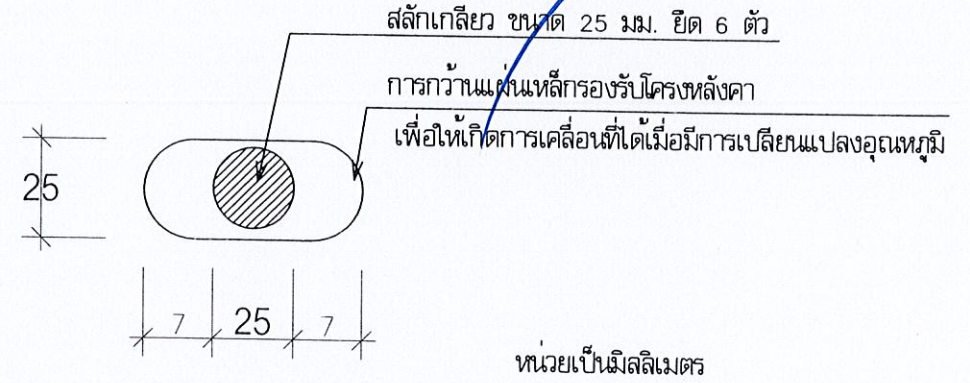 สลักเกลียว ขนาด 25 มม. ยึด 6 ตัว
การกว้านแผ่นเหล็กรองรับโครงหลังคา
เพื่อให้เกิดการเคลื่อนที่ได้เมื่อมีการเปลี่ยนแปลงอุณหภูมิ
25
7 25 7
หน่วยเป็นมิลลิเมตร